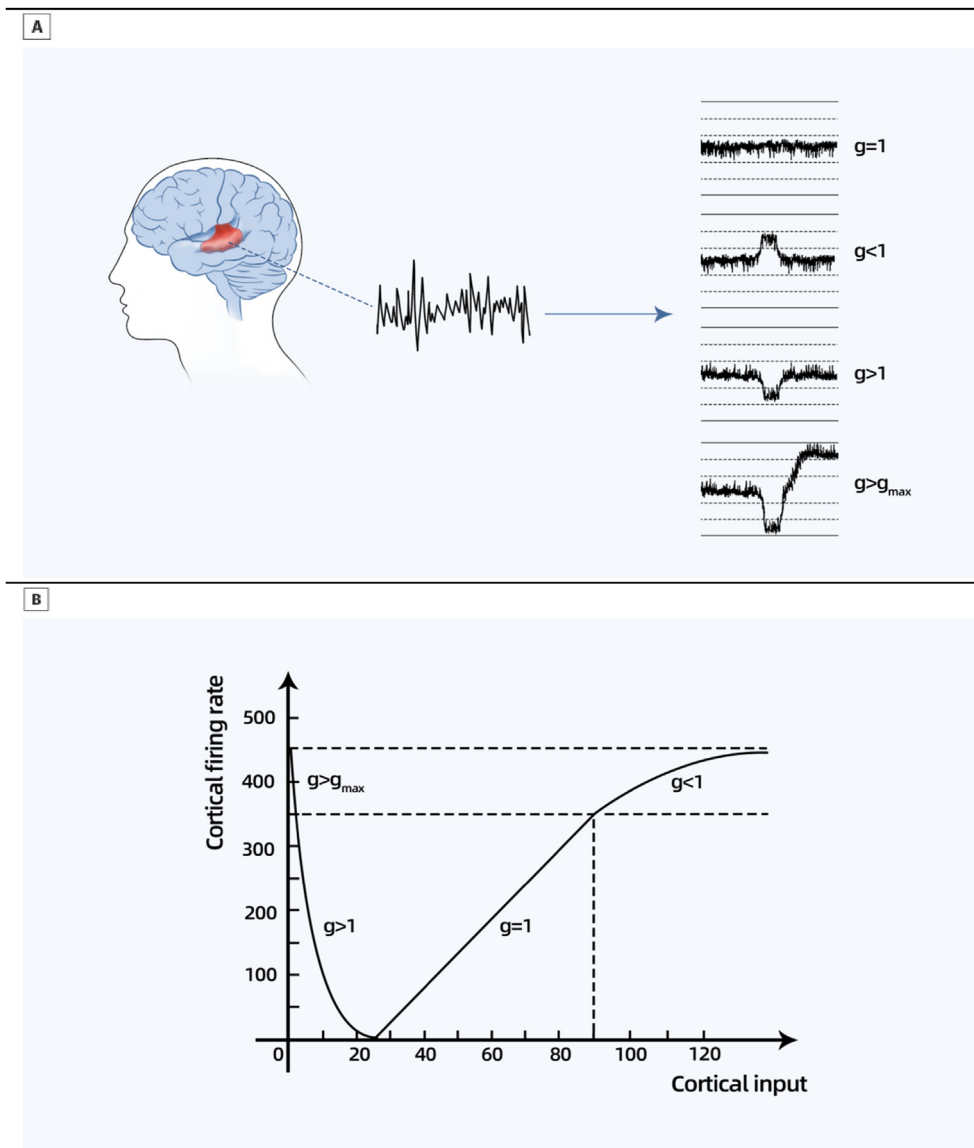 A
g=1
g<1
g>1
g>gmax
B
Cortical firing rate
500
400
300
200
100
g>gmax
g<1
g>1
g=1
0 20 40 60 80 100 120
Cortical input